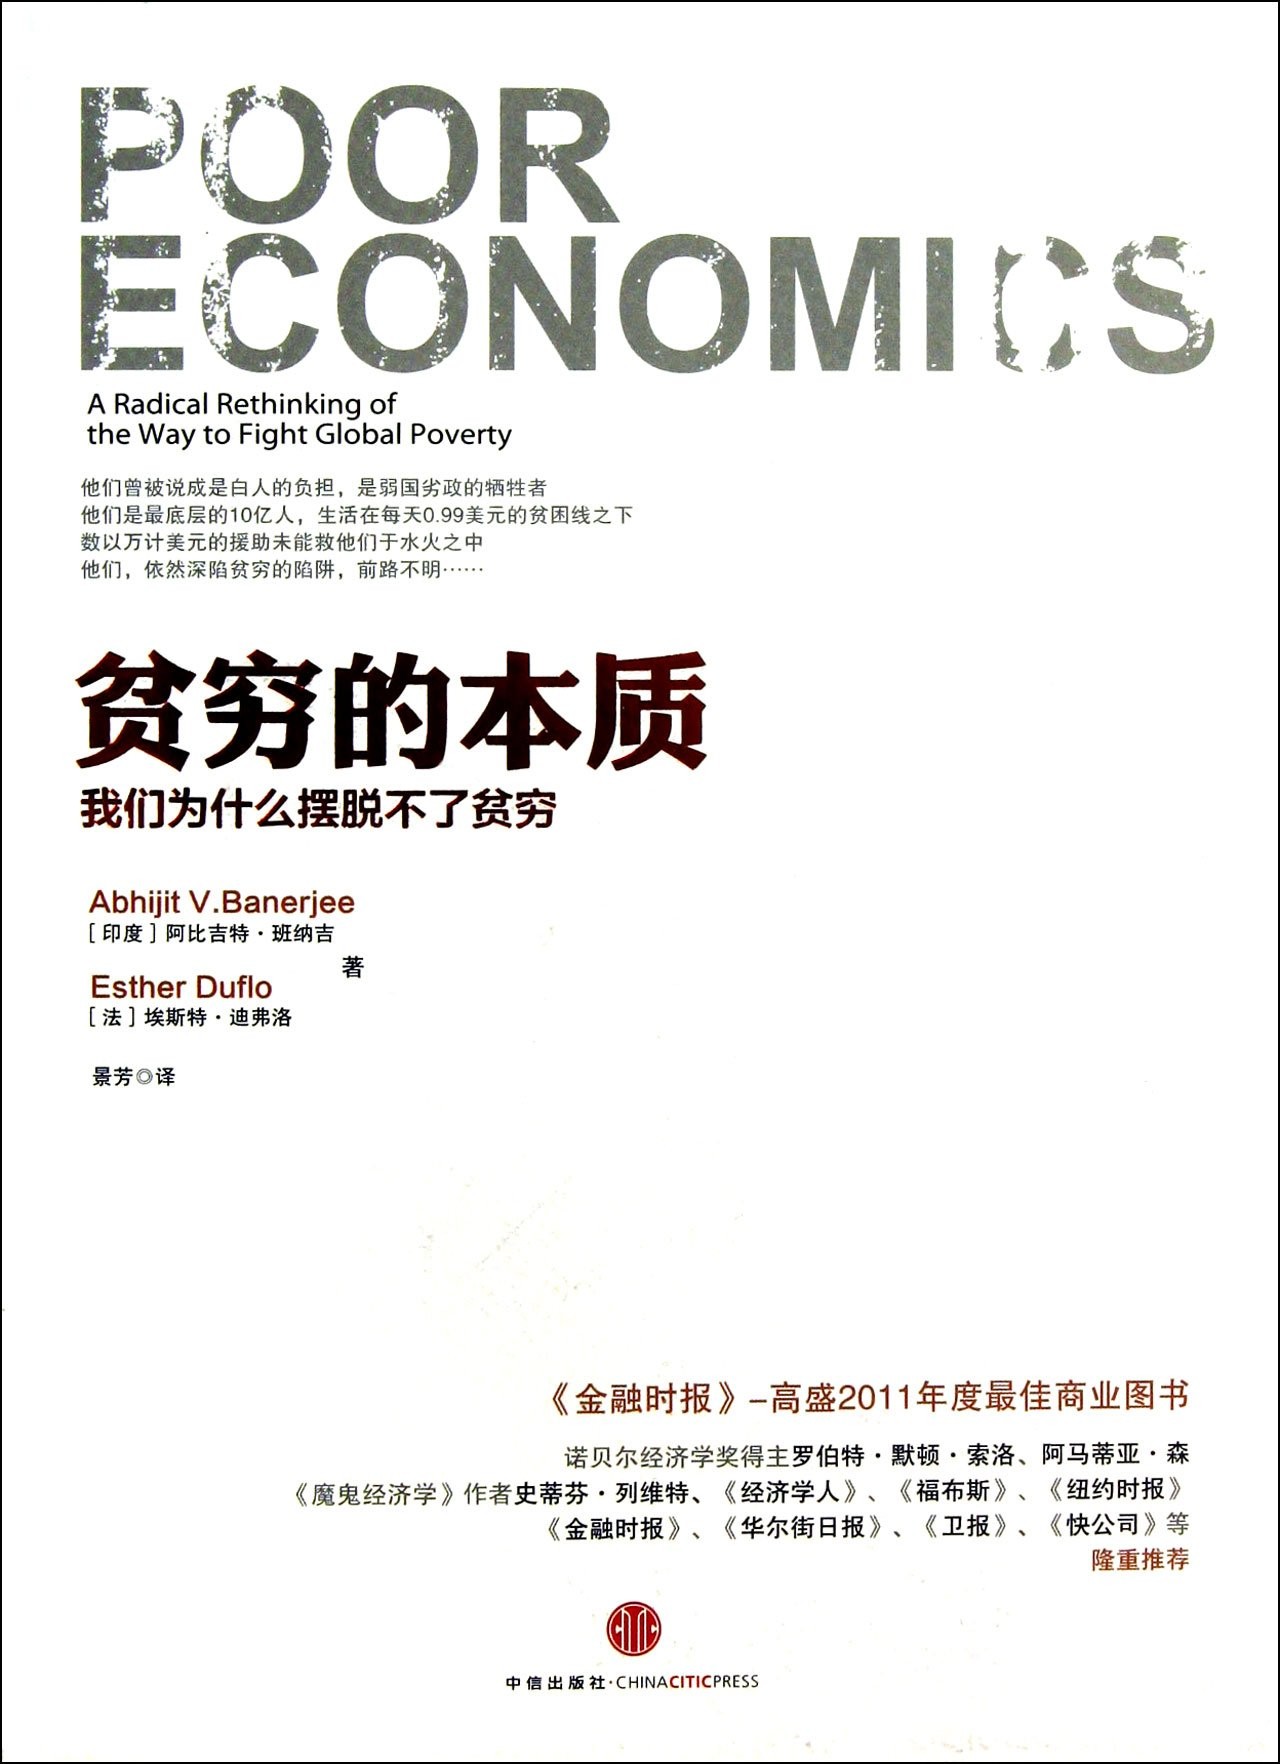 POOR
ECONOMICS
A Radical Rethinking of
the Way to Fight Global Poverty
他们曾被说成是白人的负担，是弱国劣政的牺牲者
他们是最底层的10亿人，生活在每天0.99美元的贫困线之下
数以万计美元的援助未能救他们于水火之中
他们，依然深陷贫穷的陷阱，前路不明……
贫穷的本质
我们为什么摆脱不了贫穷
Abhijit V.Banerjee
［印度］阿比吉特·班纳吉
著
Esther Duflo
［法］埃斯特·迪弗洛
景芳◎译
《金融时报》–高盛2011年度最佳商业图书
诺贝尔经济学奖得主罗伯特·默顿·索洛、阿马蒂亚·森
《魔鬼经济学》作者史蒂芬·列维特、《经济学人》、《福布斯》、《纽约时报》
《金融时报》、《华尔街日报》、《卫报》、《快公司》等
隆重推荐
中信出版社·CHINACITICPRESS